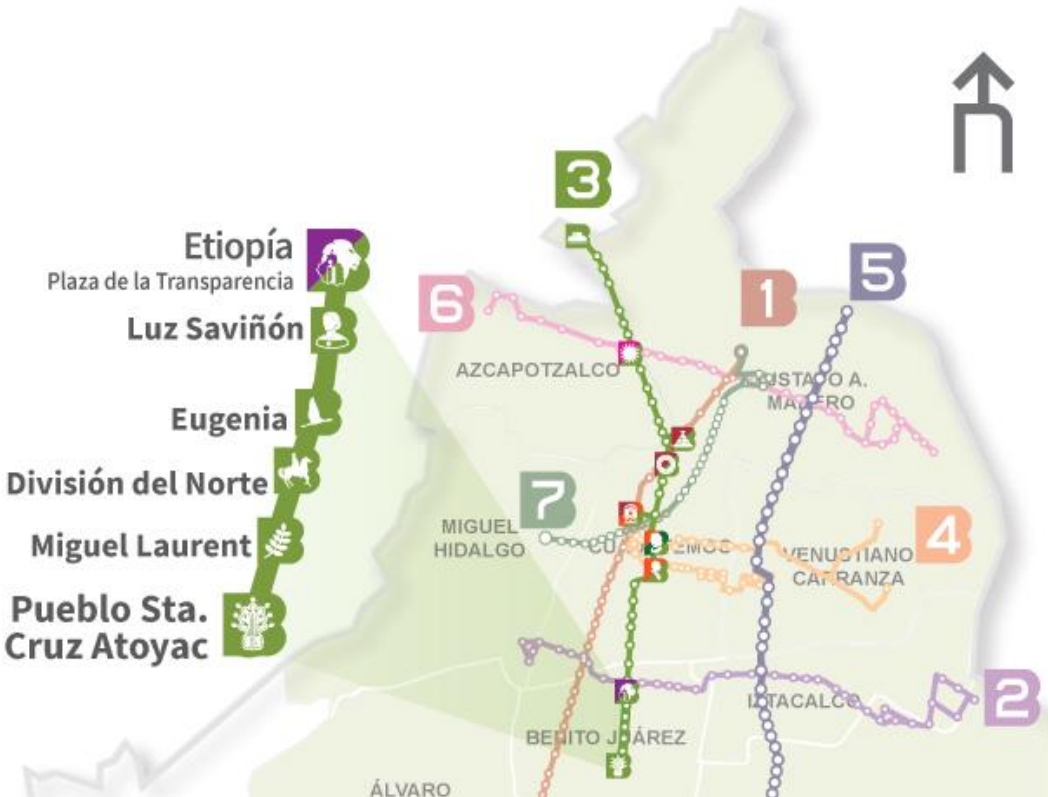 Etiopía
Plaza de la Transparencia
Luz Saviñón
Eugenia
División del Norte
Miguel Laurent
Pueblo Sta.
Cruz Atoyac
3
6
1
5
AZCAPOTZALCO
GUSTAVO A.
MADERO
7
MIGUEL
HIDALGO
CUAUHTÉMOC
VENUSTIANO
CARRANZA
4
2
IZTACALCO
BENITO JUÁREZ
ÁLVARO